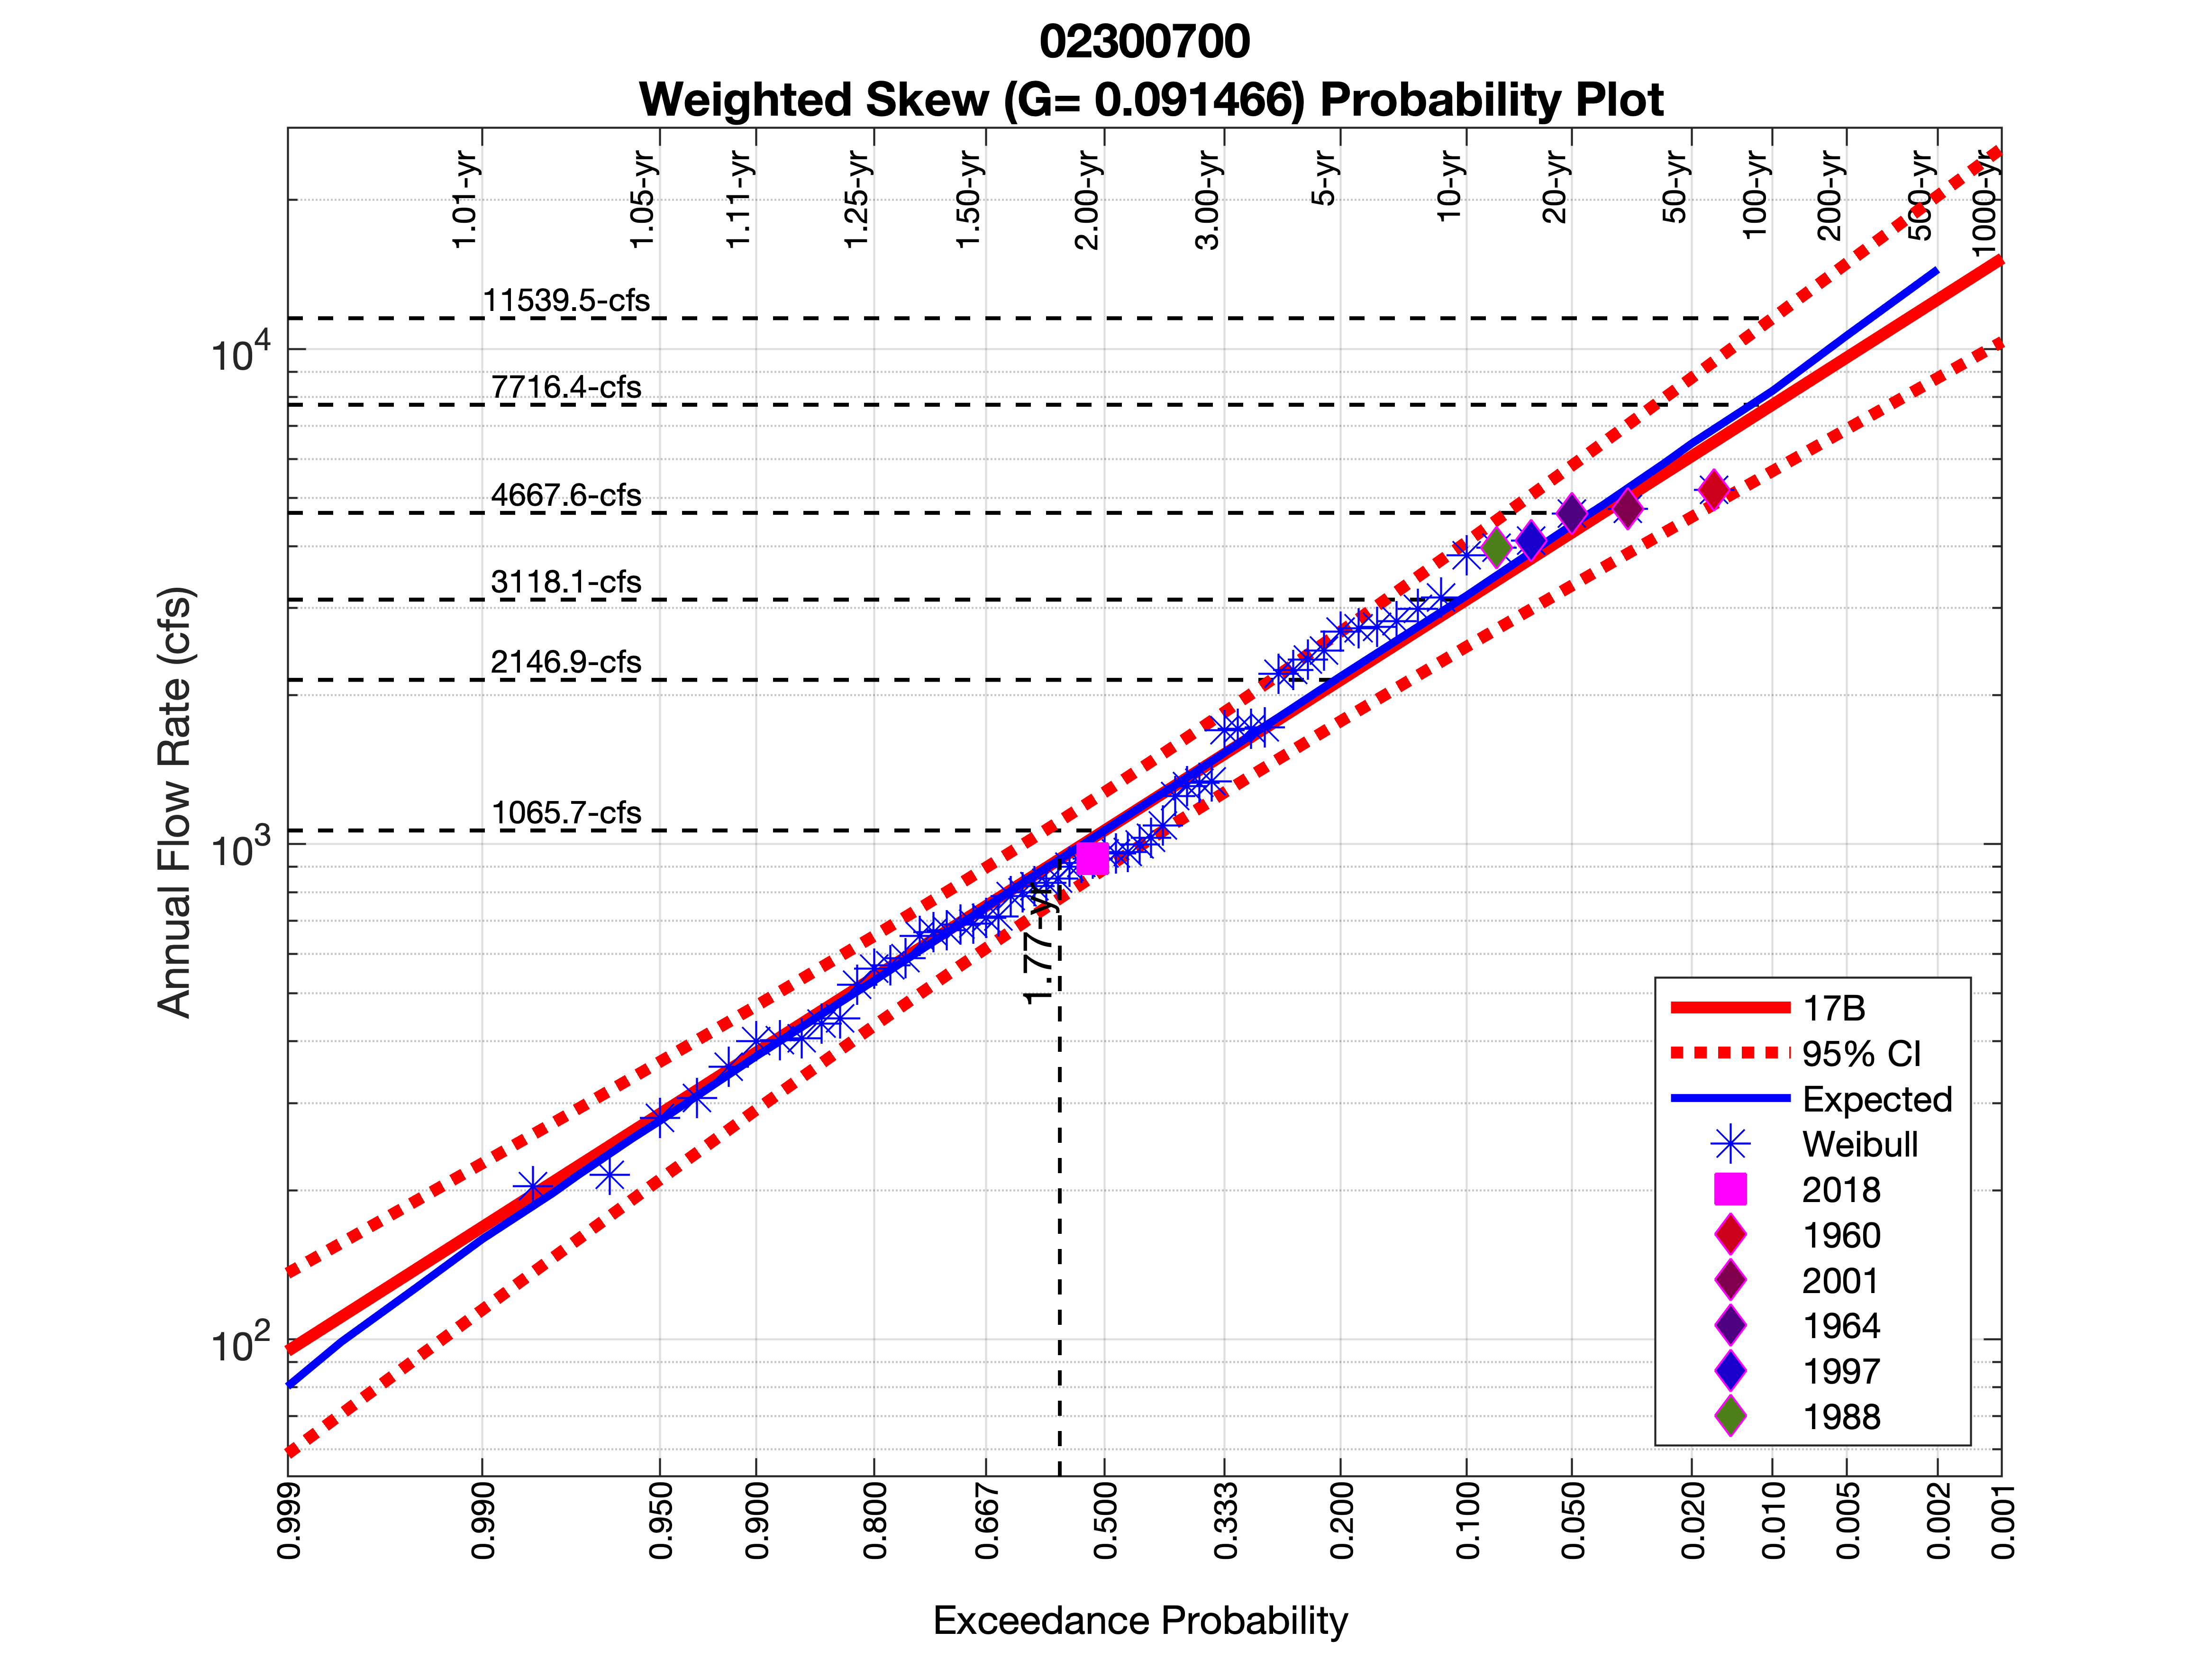 02300700
Weighted Skew (G= 0.091466) Probability Plot
1.01-yr
1.05-yr
1.11-yr
1.25-yr
1.50-yr
2.00-yr
3.00-yr
5-yr
10-yr
20-yr
50-yr
100-yr
200-yr
500-yr
1000-yr
11539.5-cfs
7716.4-cfs
4667.6-cfs
3118.1-cfs
2146.9-cfs
1065.7-cfs
1.77-yr
10⁴
10³
10²
Annual Flow Rate (cfs)
17B
95% CI
Expected
Weibull
2018
1960
2001
1964
1997
1988
0.999
0.990
0.950
0.900
0.800
0.667
0.500
0.333
0.200
0.100
0.050
0.020
0.010
0.005
0.002
0.001
Exceedance Probability